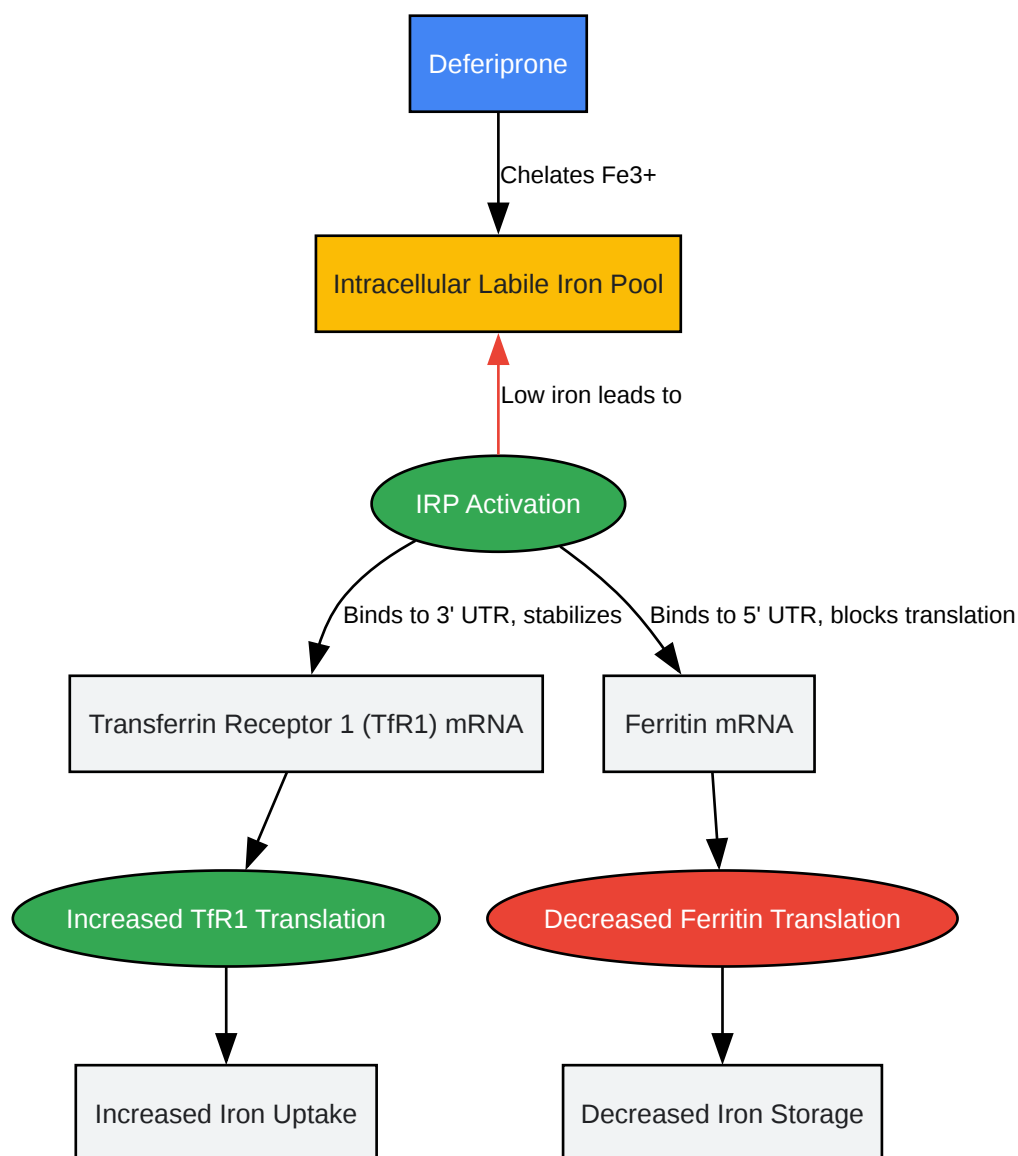 Deferiprone
Chelates Fe3+
Intracellular Labile Iron Pool
Low iron leads to
IRP Activation
Binds to 3' UTR, stabilizes
Binds to 5' UTR, blocks translation
Transferrin Receptor 1 (TfR1) mRNA
Ferritin mRNA
Increased TfR1 Translation
Decreased Ferritin Translation
Increased Iron Uptake
Decreased Iron Storage